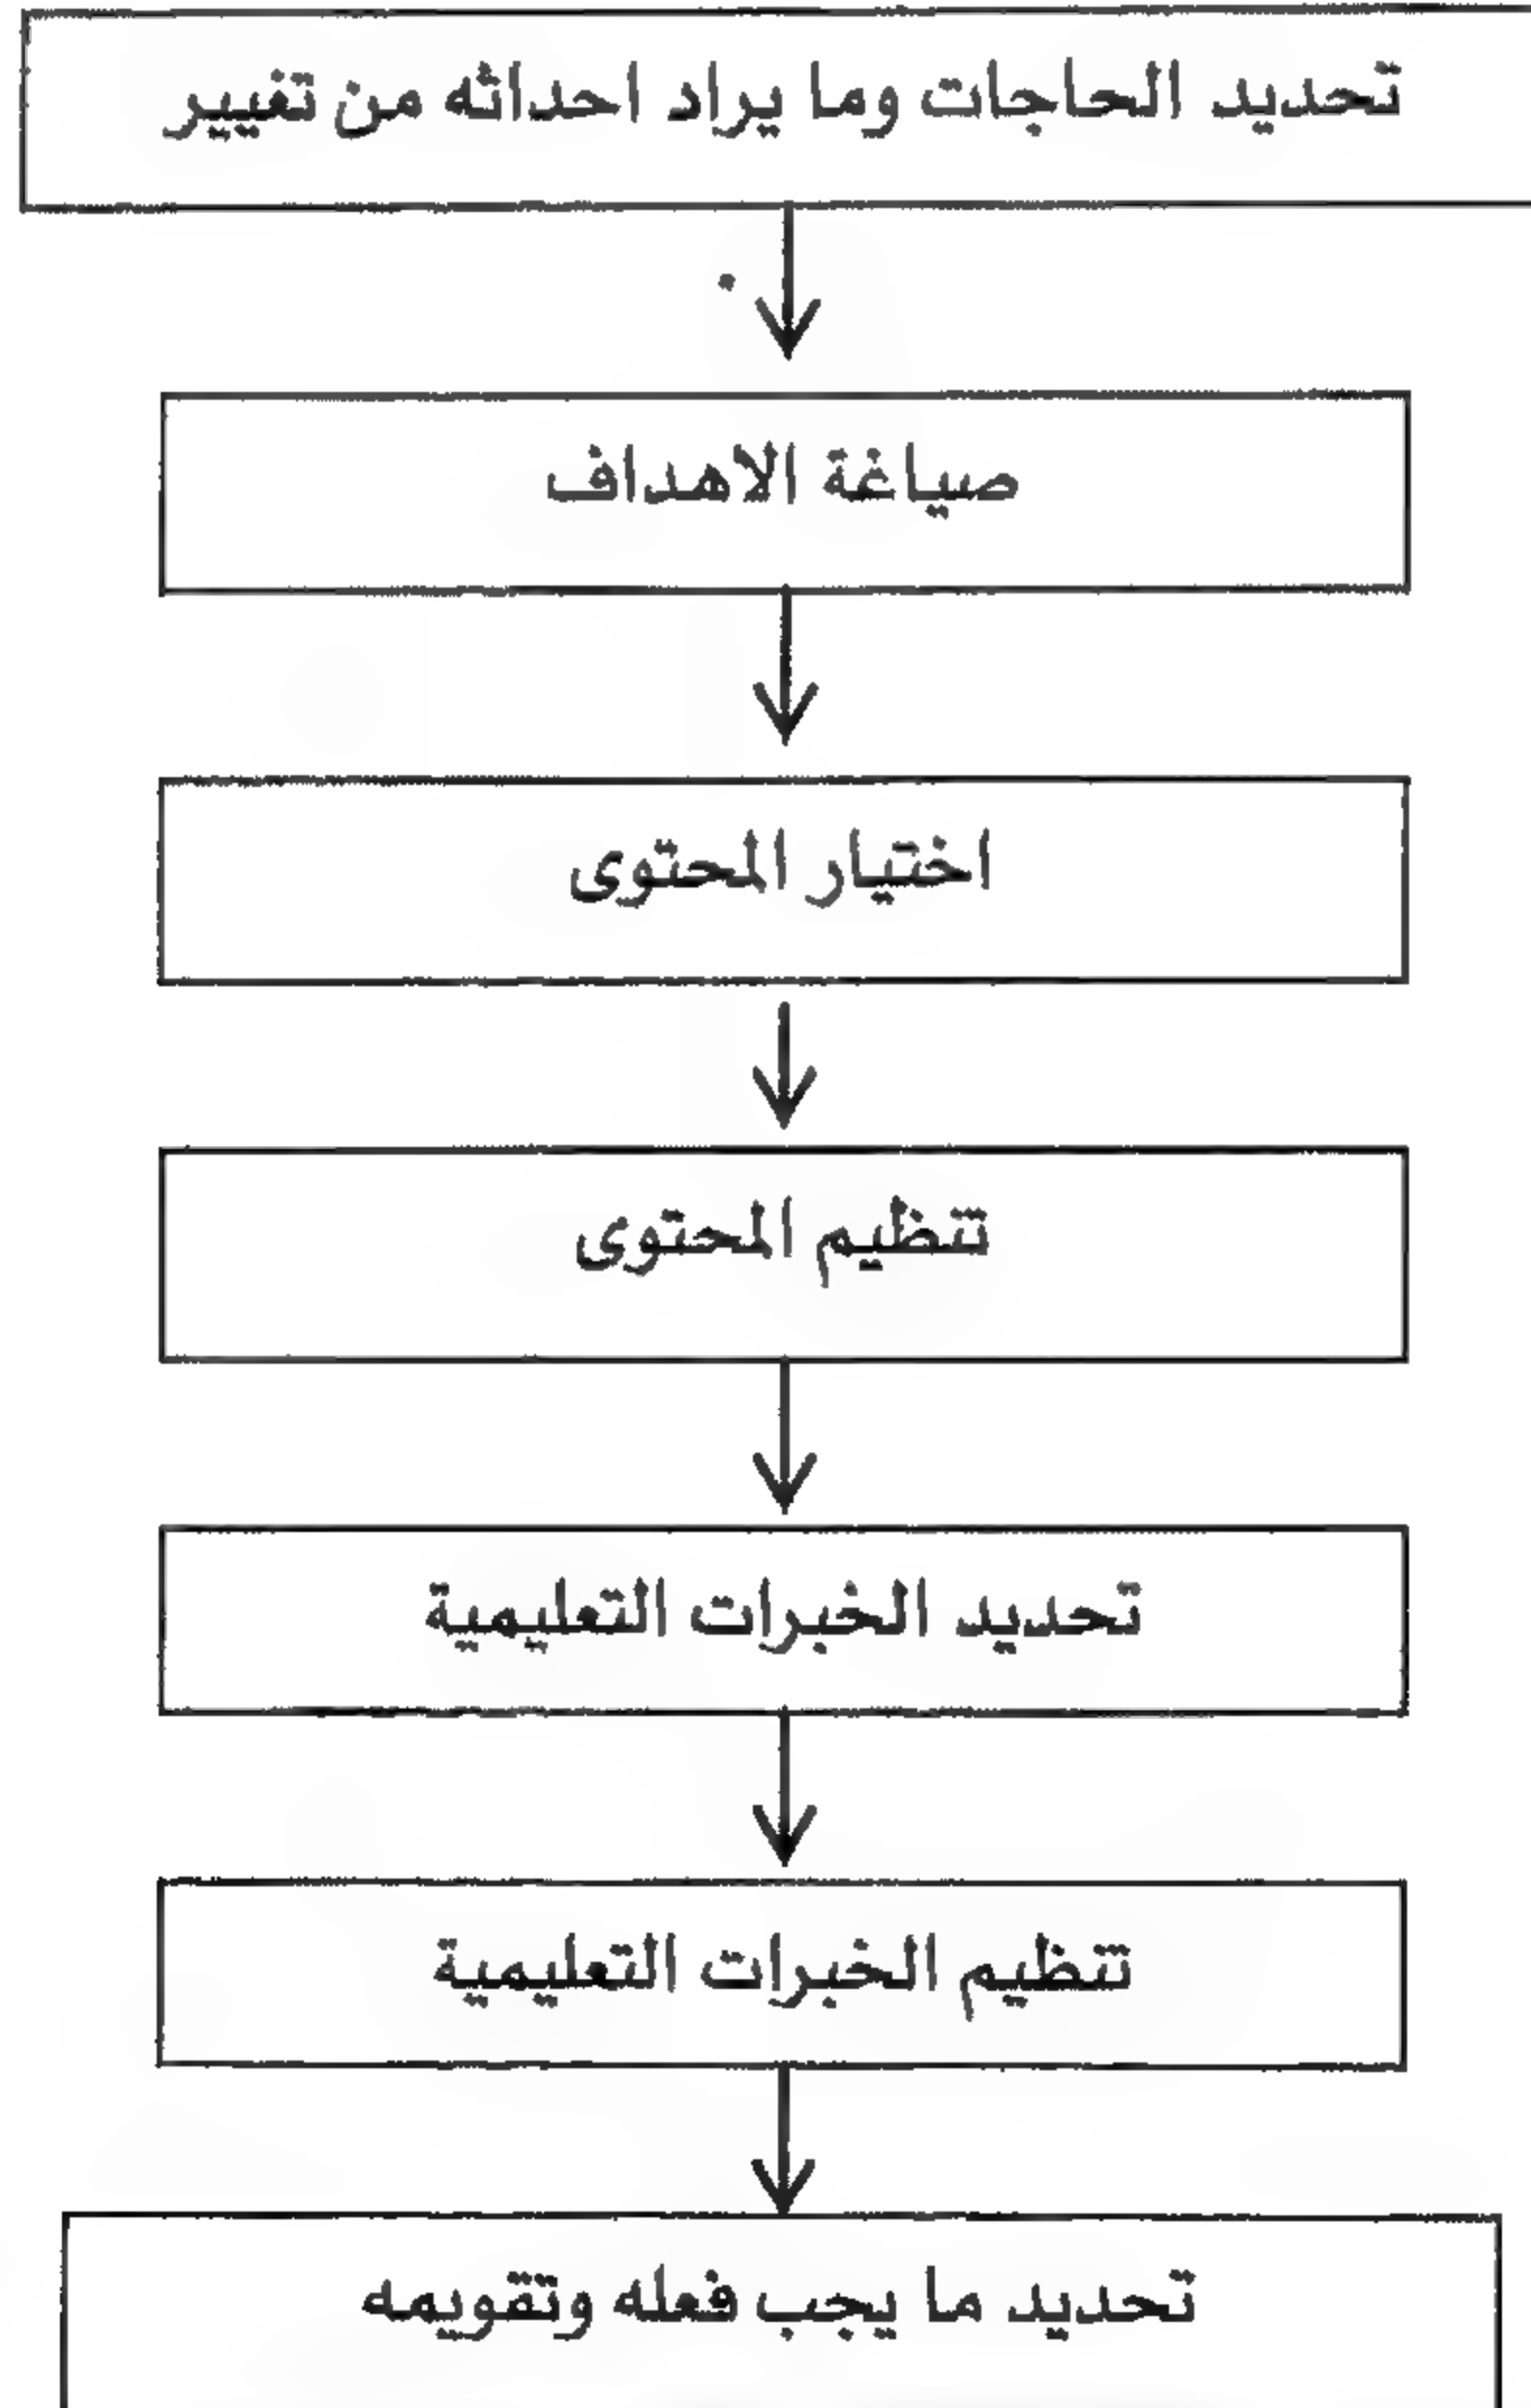 تحديد الحاجات وما يراد احداثه من تغيير
صياغة الاهداف
اختيار المحتوى
تنظيم المحتوى
تحديد الخبرات التعليمية
تنظيم الخبرات التعليمية
تحديد ما يجب فعله وتقويمه